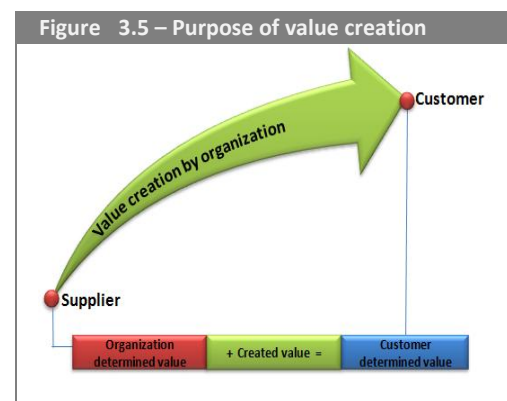 Figure 3.5 – Purpose of value creation
Customer
Value creation by organization
Supplier
Organization
determined value
+ Created value =
Customer
determined value